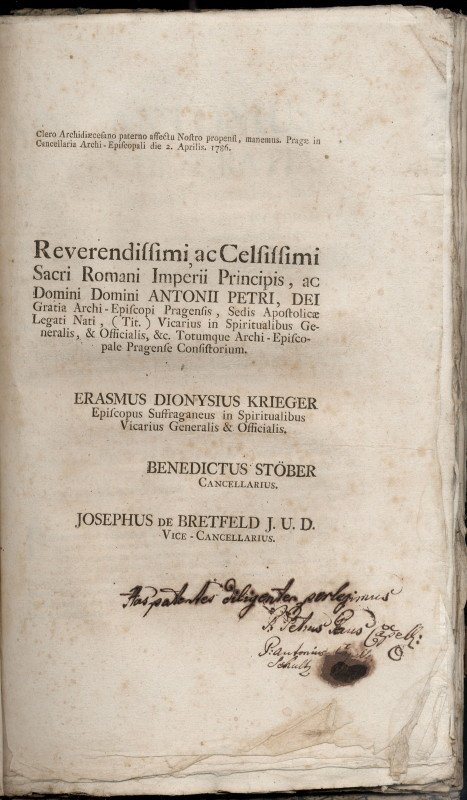 Clero Archidiœcesano paterno affectu Nostro propensi, manemus. Pragæ in
Cancellaria Archi-Episcopali die 2. Aprilis. 1786.
Reverendissimi, ac Celsissimi
Sacri Romani Imperii Principis, ac
Domini Domini ANTONII PETRI, DEI
Gratia Archi-Episcopi Pragensis, Sedis Apostolicæ
Legati Nati, (Tit.) Vicarius in Spiritualibus Ge-
neralis, & Officialis, &c. Totumque Archi-Episco-
pale Pragense Consistorium.
ERASMUS DIONYSIUS KRIEGER
Episcopus Suffraganeus in Spiritualibus
Vicarius Generalis & Officialis.
BENEDICTUS STÖBER
CANCELLARIUS.
JOSEPHUS DE BRETFELD J. U. D.
VICE-CANCELLARIUS.
Has patentes diligenter perlegimus
P. Petrus
P: Antonius
Schultz